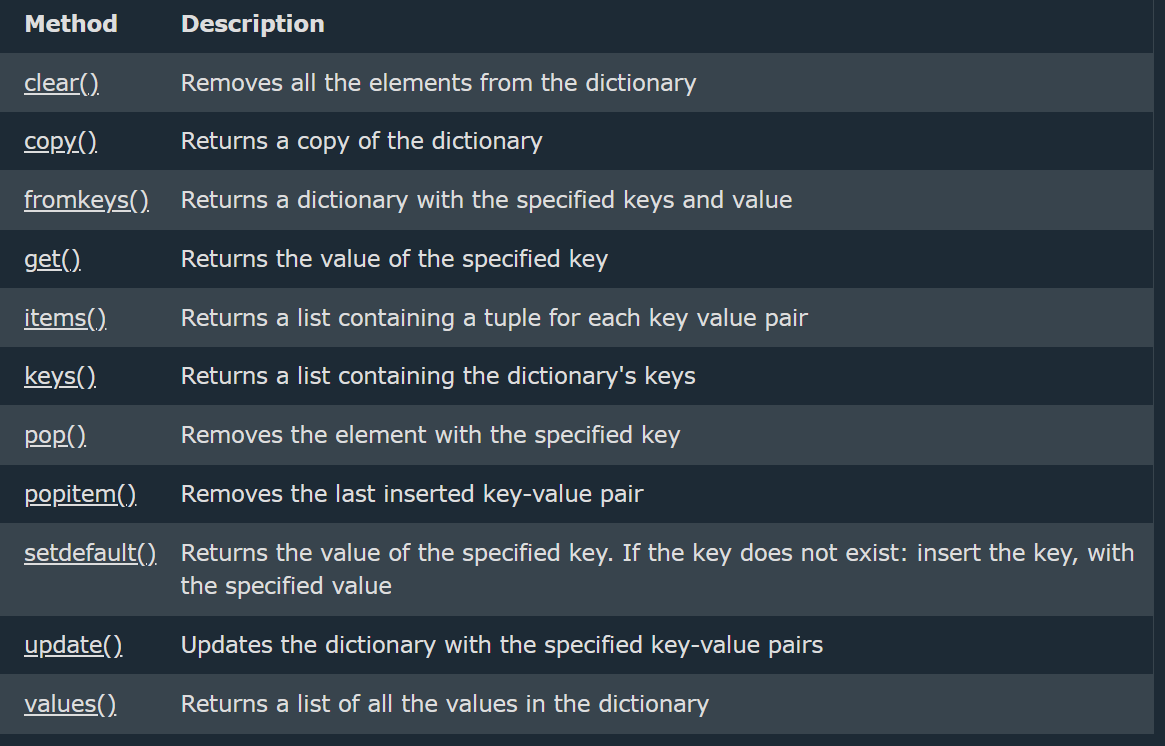 Method Description
clear() Removes all the elements from the dictionary
copy() Returns a copy of the dictionary
fromkeys() Returns a dictionary with the specified keys and value
get() Returns the value of the specified key
items() Returns a list containing a tuple for each key value pair
keys() Returns a list containing the dictionary's keys
pop() Removes the element with the specified key
popitem() Removes the last inserted key-value pair
setdefault() Returns the value of the specified key. If the key does not exist: insert the key, with
the specified value
update() Updates the dictionary with the specified key-value pairs
values() Returns a list of all the values in the dictionary